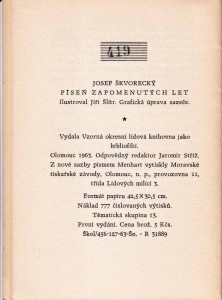 419
JOSEF ŠKVORECKÝ
PÍSEŇ ZAPOMENUTÝCH LET
Ilustroval Jiří Šlitr. Grafická úprava sazeče.
★
Vydala Vzorná okresní lidová knihovna jako
bibliofilii.
Olomouc 1963. Odpovědný redaktor Jaromír Stříž.
Z nové sazby písmem Menhart vytiskly Moravské
tiskařské závody, Olomouc, n. p., provozovna 11,
třída Lidových milicí 3.
Formát papíru 42,5 X 30,5 cm.
Náklad 777 číslovaných výtisků.
Tématická skupina 13.
První vydání. Cena brož. 5 Kčs.
Škol/456-127-63-Šn. - R 31889